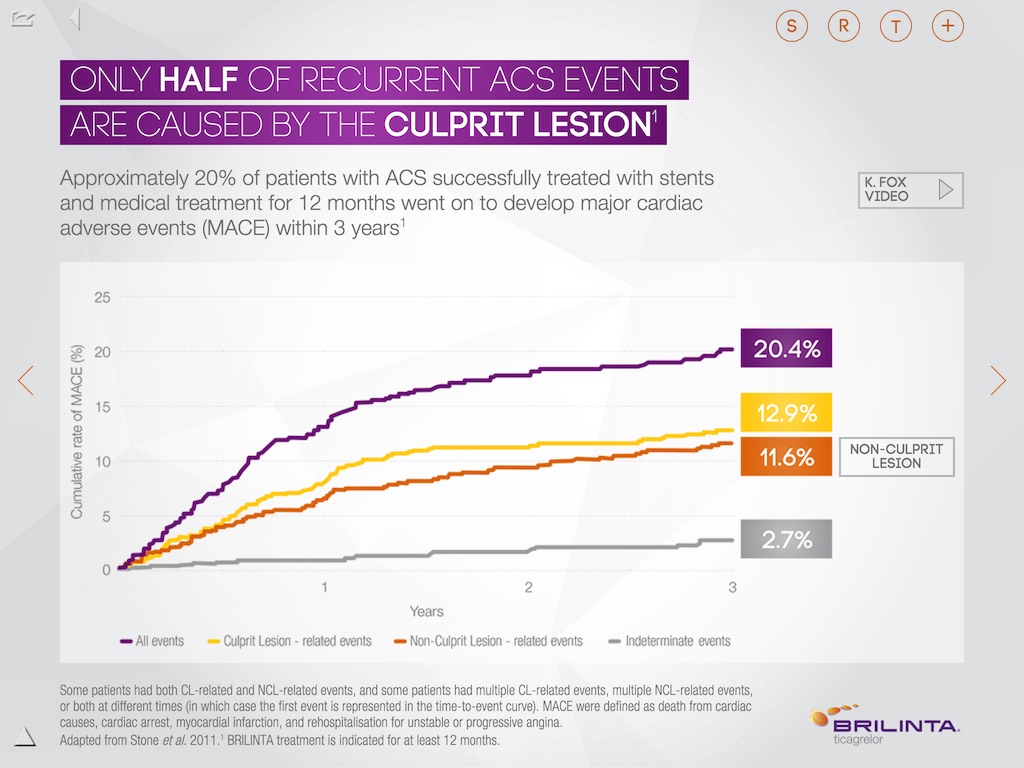 S R T +
ONLY HALF OF RECURRENT ACS EVENTS
ARE CAUSED BY THE CULPRIT LESION¹
Approximately 20% of patients with ACS successfully treated with stents
and medical treatment for 12 months went on to develop major cardiac
adverse events (MACE) within 3 years¹
K. FOX
VIDEO
Cumulative rate of MACE (%)
25
20
15
10
5
0
1 2 3
Years
20.4%
12.9%
11.6%
NON-CULPRIT
LESION
2.7%
All events Culprit Lesion - related events Non-Culprit Lesion - related events Indeterminate events
Some patients had both CL-related and NCL-related events, and some patients had multiple CL-related events, multiple NCL-related events,
or both at different times (in which case the first event is represented in the time-to-event curve). MACE were defined as death from cardiac
causes, cardiac arrest, myocardial infarction, and rehospitalisation for unstable or progressive angina.
Adapted from Stone et al. 2011.¹ BRILINTA treatment is indicated for at least 12 months.
BRILINTA
ticagrelor